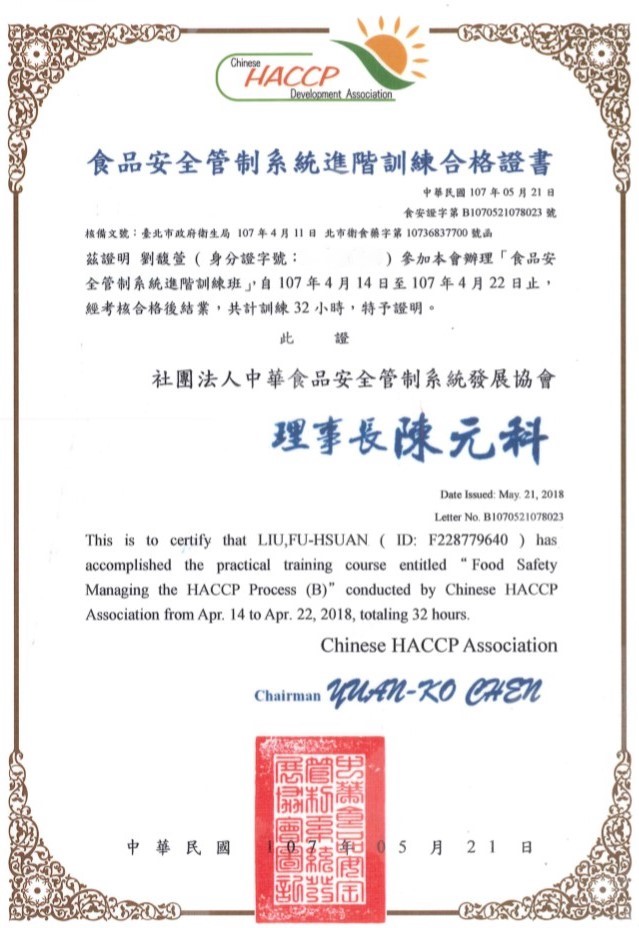 Chinese
HACCP
Development Association
食品安全管制系統進階訓練合格證書
中華民國 107 年 05 月 21 日
食安證字第 B1070521078023 號
核備文號：臺北市政府衛生局 107 年 4 月 11 日 北市衛食藥字第 10736837700 號函
茲證明 劉馥萱 ( 身分證字號： ) 參加本會辦理「食品安
全管制系統進階訓練班」，自 107 年 4 月 14 日至 107 年 4 月 22 日止，
經考核合格後結業，共計訓練 32 小時，特予證明。
此 證
社團法人中華食品安全管制系統發展協會
理事長陳元科
Date Issued: May. 21, 2018
Letter No. B1070521078023
This is to certify that LIU,FU-HSUAN ( ID: F228779640 ) has
accomplished the practical training course entitled “Food Safety
Managing the HACCP Process (B)” conducted by Chinese HACCP
Association from Apr. 14 to Apr. 22, 2018, totaling 32 hours.
Chinese HACCP Association
Chairman YUAN-KO CHEN
中華民國 107 年 05 月 21 日